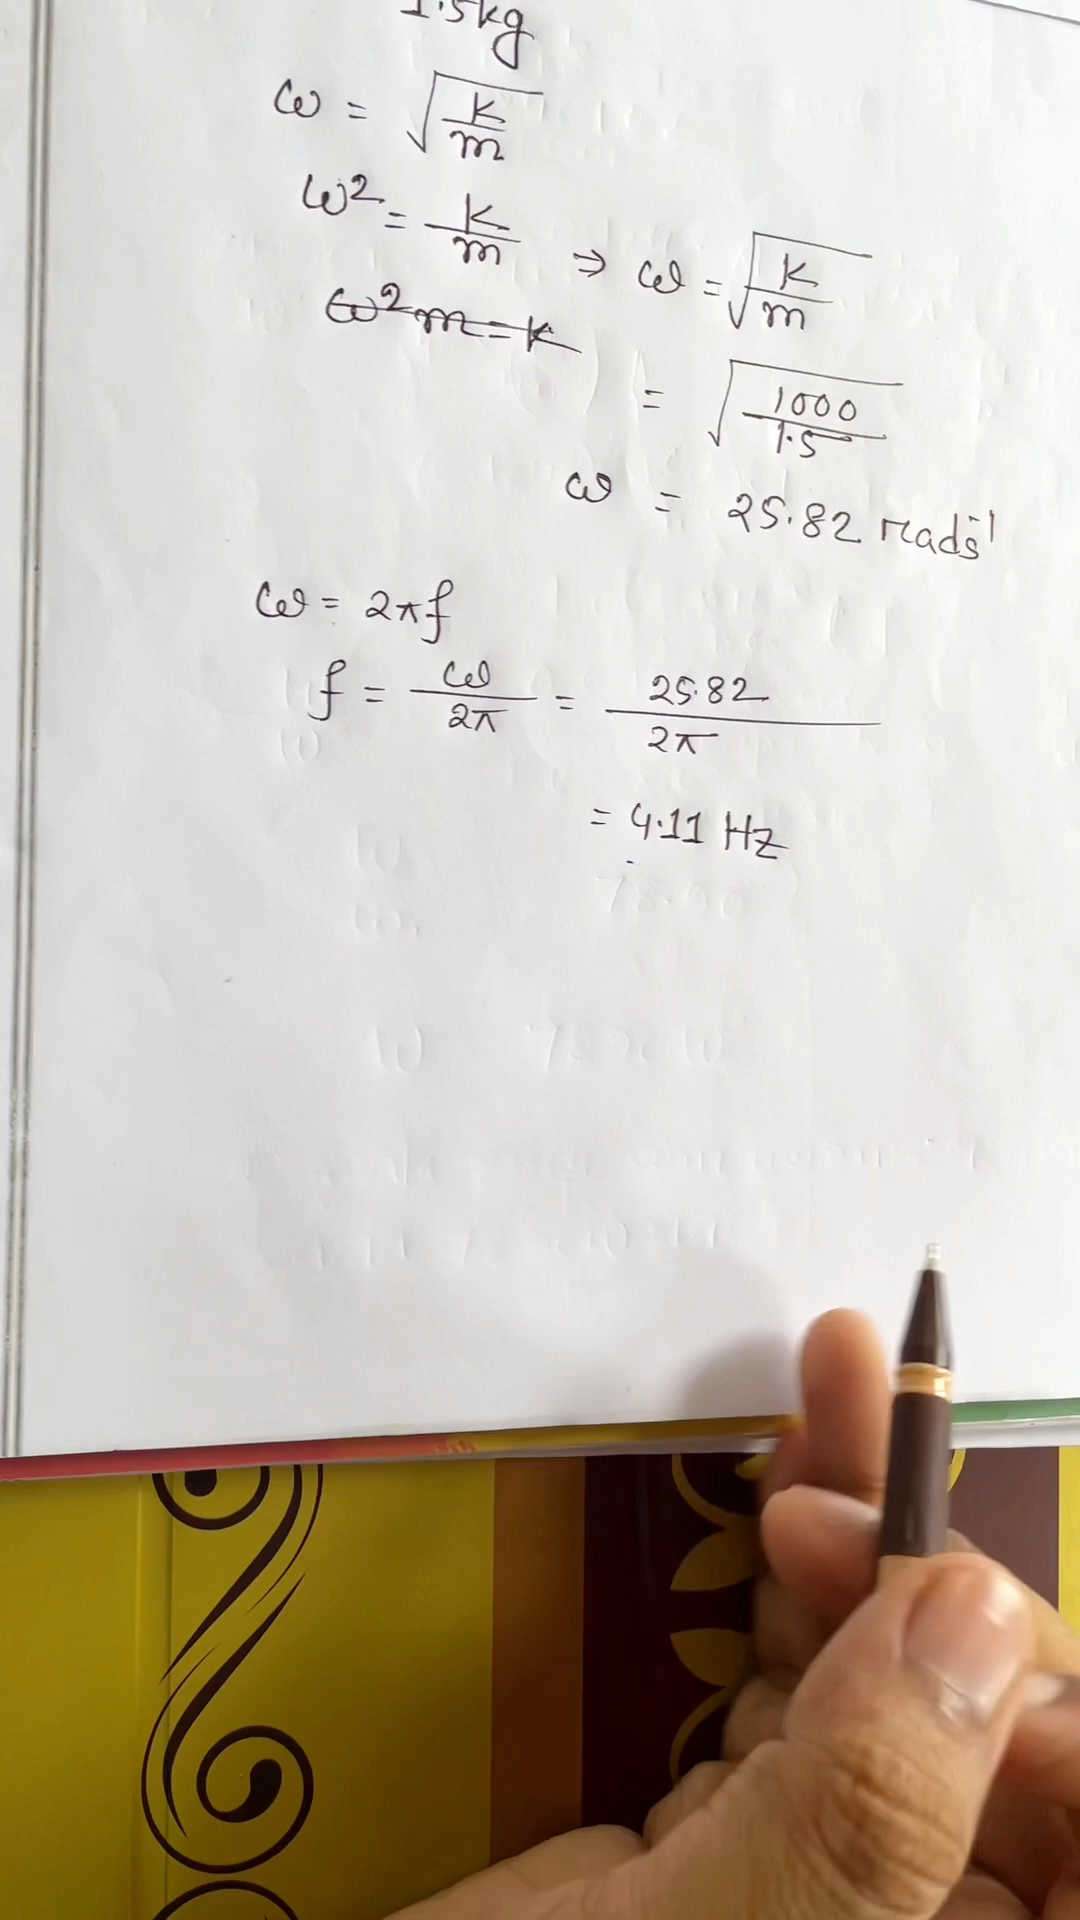 1.5kg
ω = √(k/m)
ω² = k/m ⇒ ω = √(k/m)
ω²m = k
= √(1000/1.5)
ω = 25.82 rads⁻¹
ω = 2πf
f = ω/2π = 25.82/2π
= 4.11 Hz